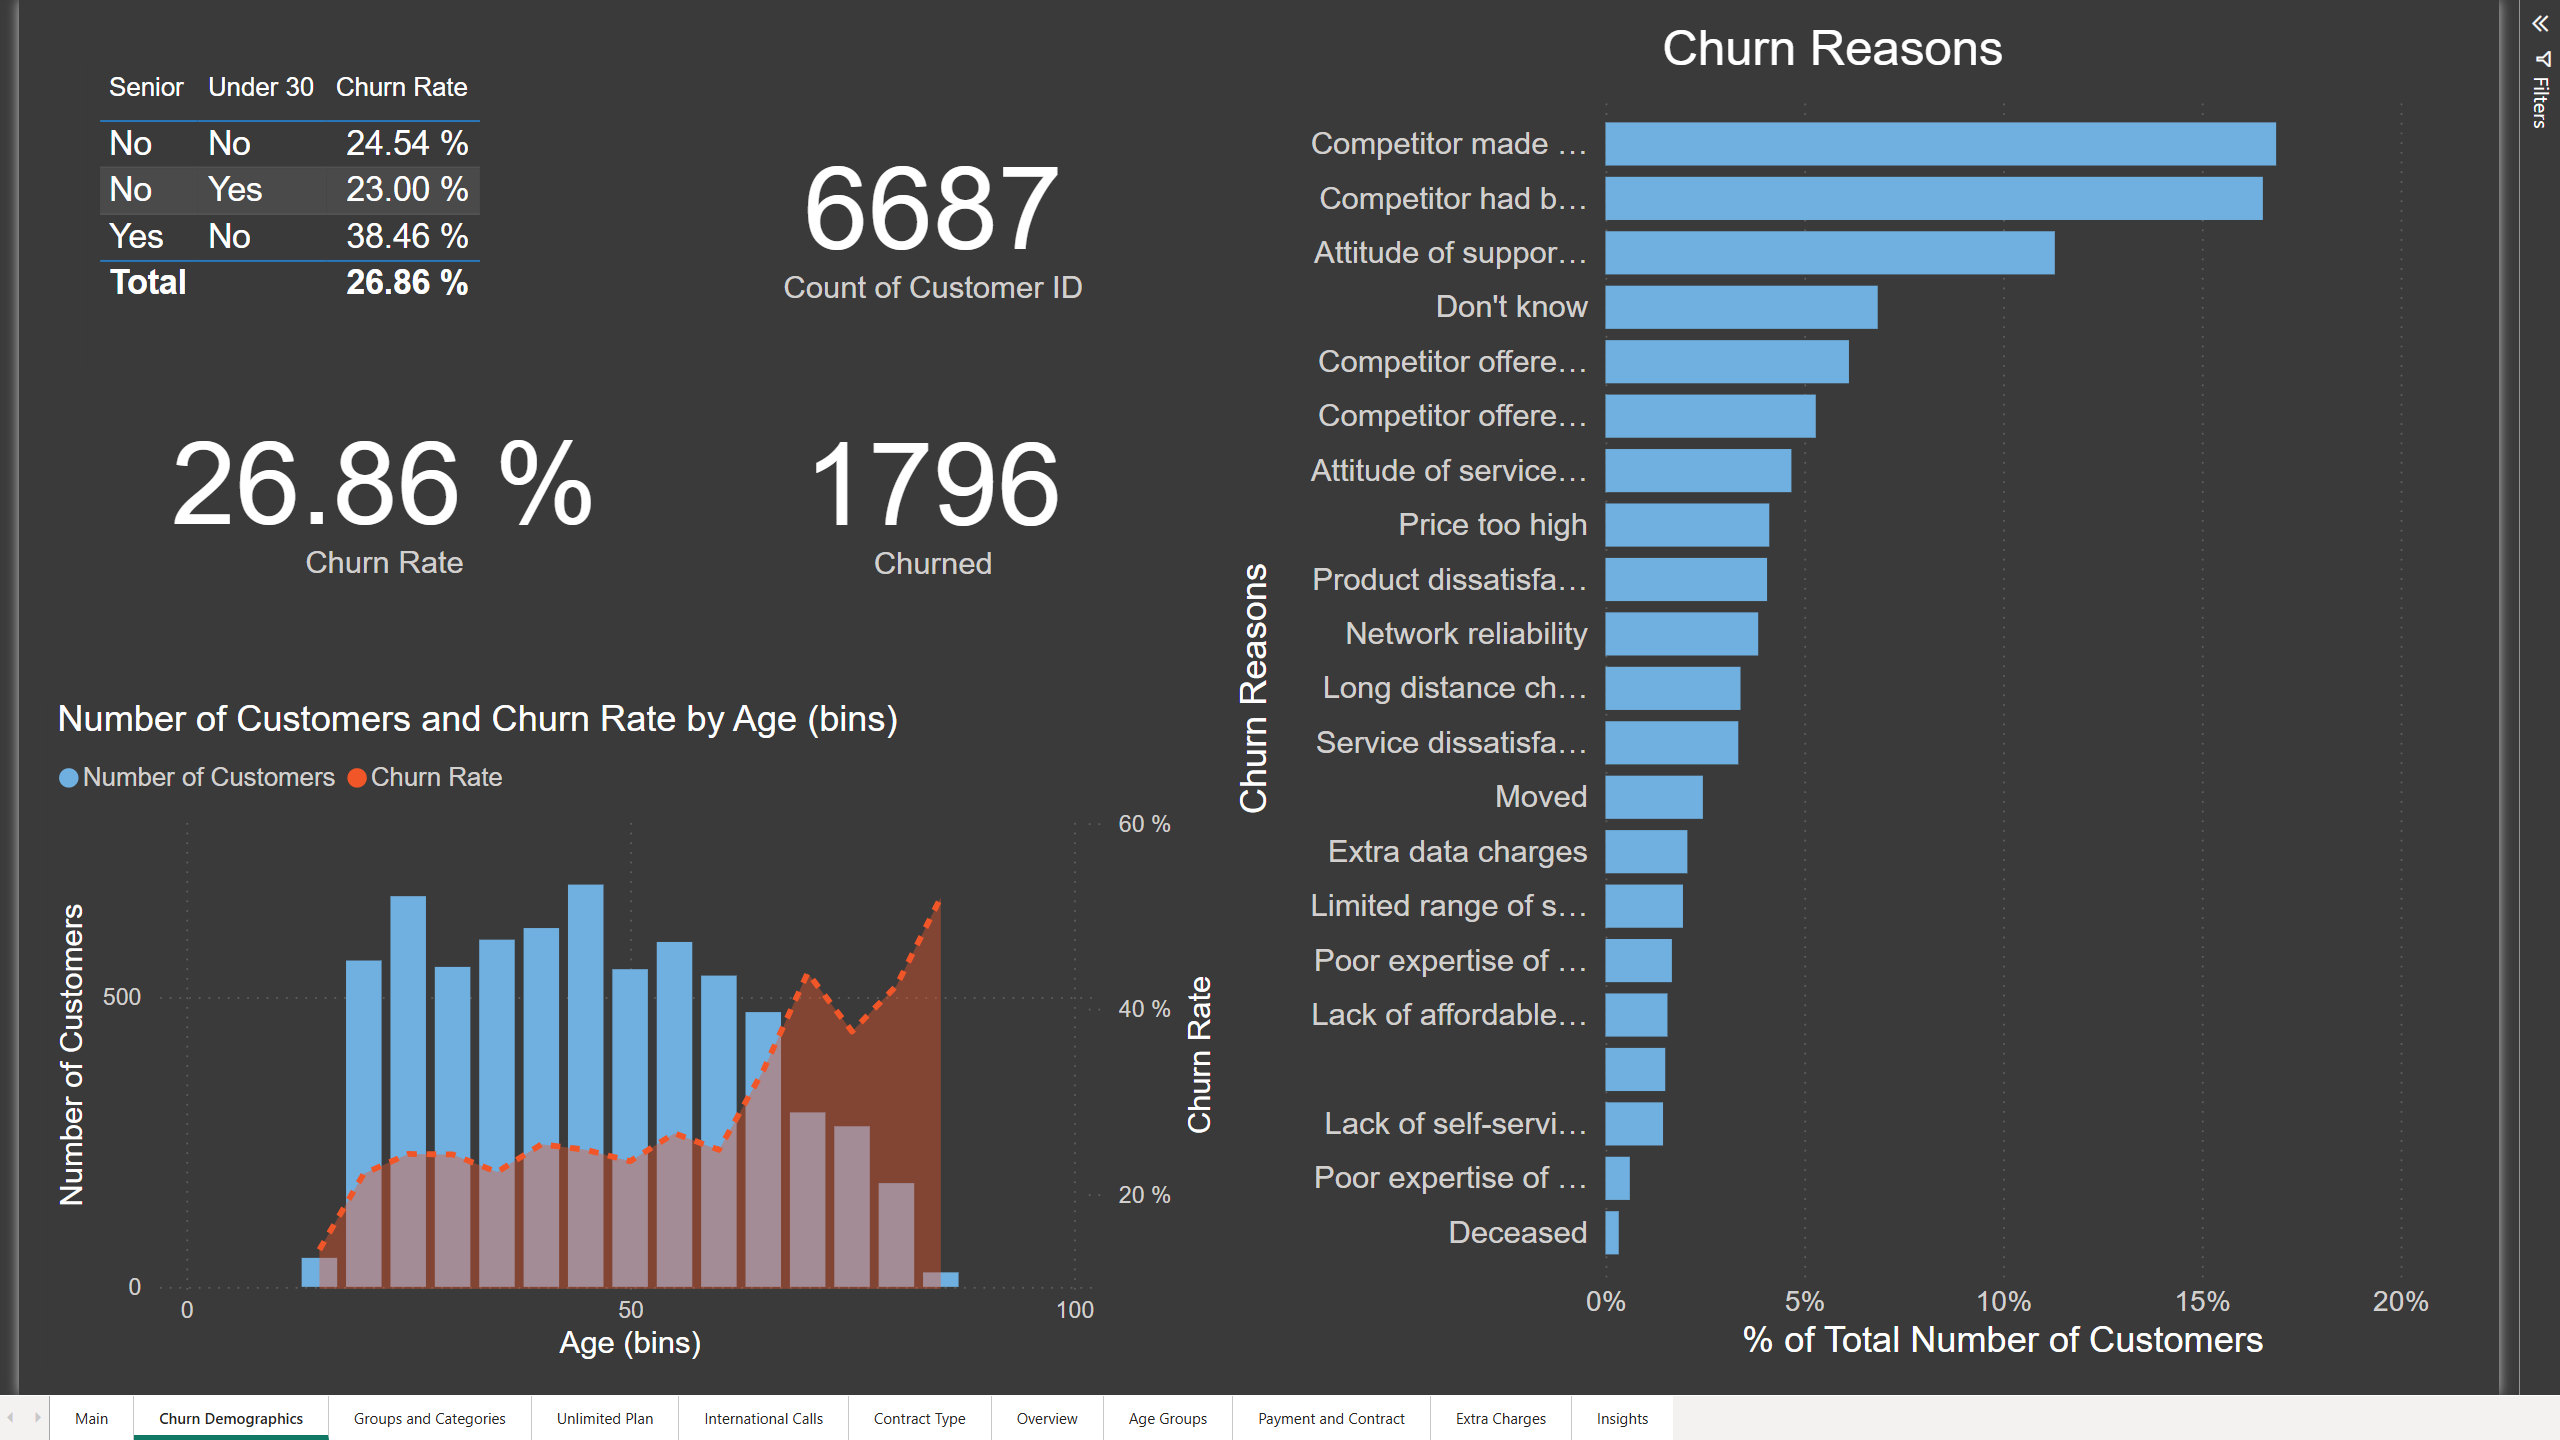 Senior Under 30 Churn Rate
No No 24.54 %
No Yes 23.00 %
Yes No 38.46 %
Total 26.86 %
6687
Count of Customer ID
26.86 %
Churn Rate
1796
Churned
Number of Customers and Churn Rate by Age (bins)
Number of Customers Churn Rate
Number of Customers
500
0
0 50 100
Age (bins)
60 %
40 %
20 %
Churn Rate
Churn Reasons
Churn Reasons
Competitor made …
Competitor had b…
Attitude of suppor…
Don't know
Competitor offere…
Competitor offere…
Attitude of service…
Price too high
Product dissatisfa…
Network reliability
Long distance ch…
Service dissatisfa…
Moved
Extra data charges
Limited range of s…
Poor expertise of …
Lack of affordable…
Lack of self-servi…
Poor expertise of …
Deceased
0% 5% 10% 15% 20%
% of Total Number of Customers
Filters
Main Churn Demographics Groups and Categories Unlimited Plan International Calls Contract Type Overview Age Groups Payment and Contract Extra Charges Insights